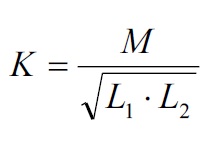 K = M / √(L₁ · L₂)